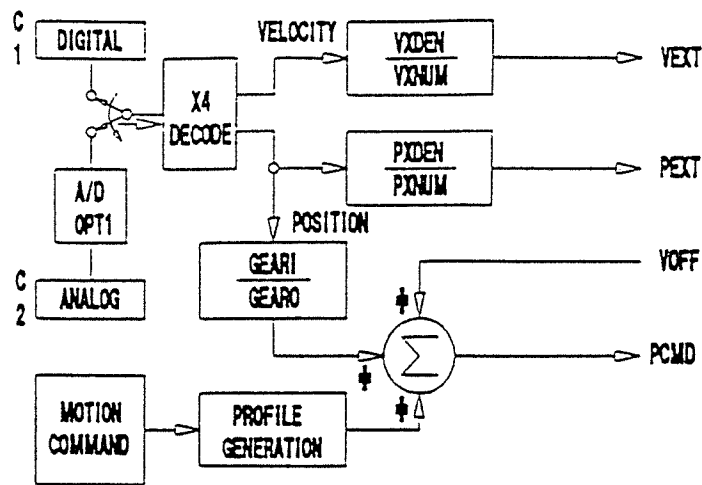 C
1
DIGITAL
VELOCITY
VXDEN
VXNUM
VEXT
X4
DECODE
PXDEN
PXNUM
PEXT
A/D
OPT1
POSITION
C
2
ANALOG
GEARI
GEARO
VOFF
Σ
PCMD
MOTION
COMMAND
PROFILE
GENERATION